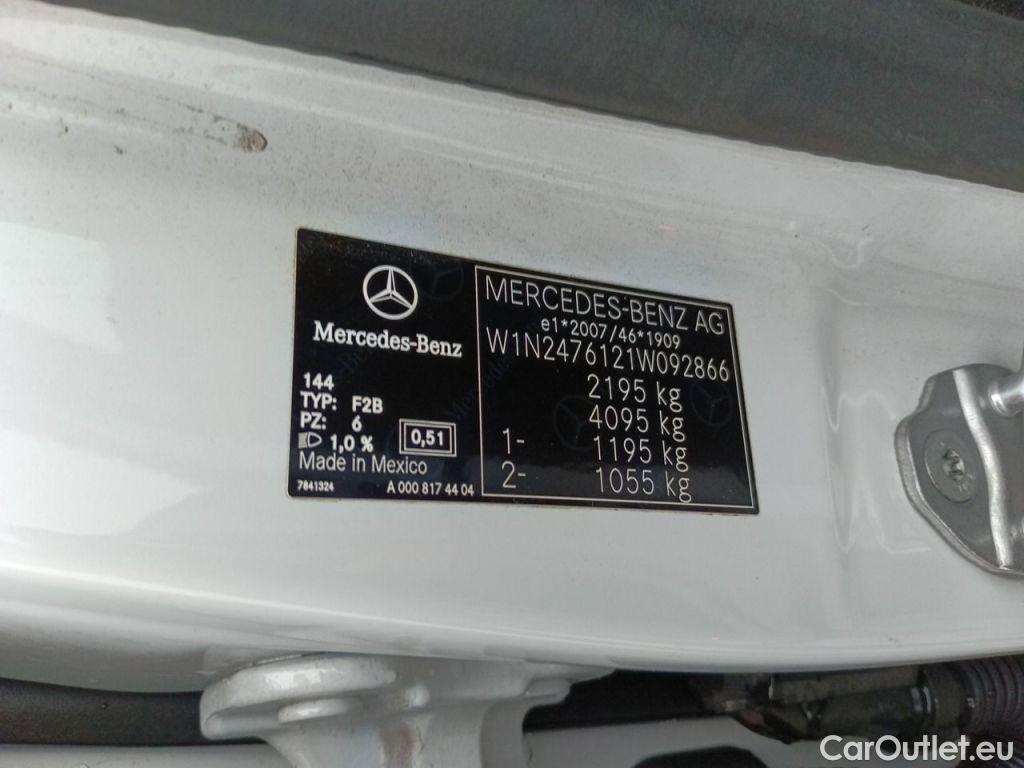 Mercedes-Benz
144
TYP: F2B
PZ: 6
1,0 %
0,51
Made in Mexico
7841324
A 000 817 44 04
MERCEDES-BENZ AG
e1*2007/46*1909
W1N2476121W092866
2195 kg
4095 kg
1- 1195 kg
2- 1055 kg
CarOutlet.eu